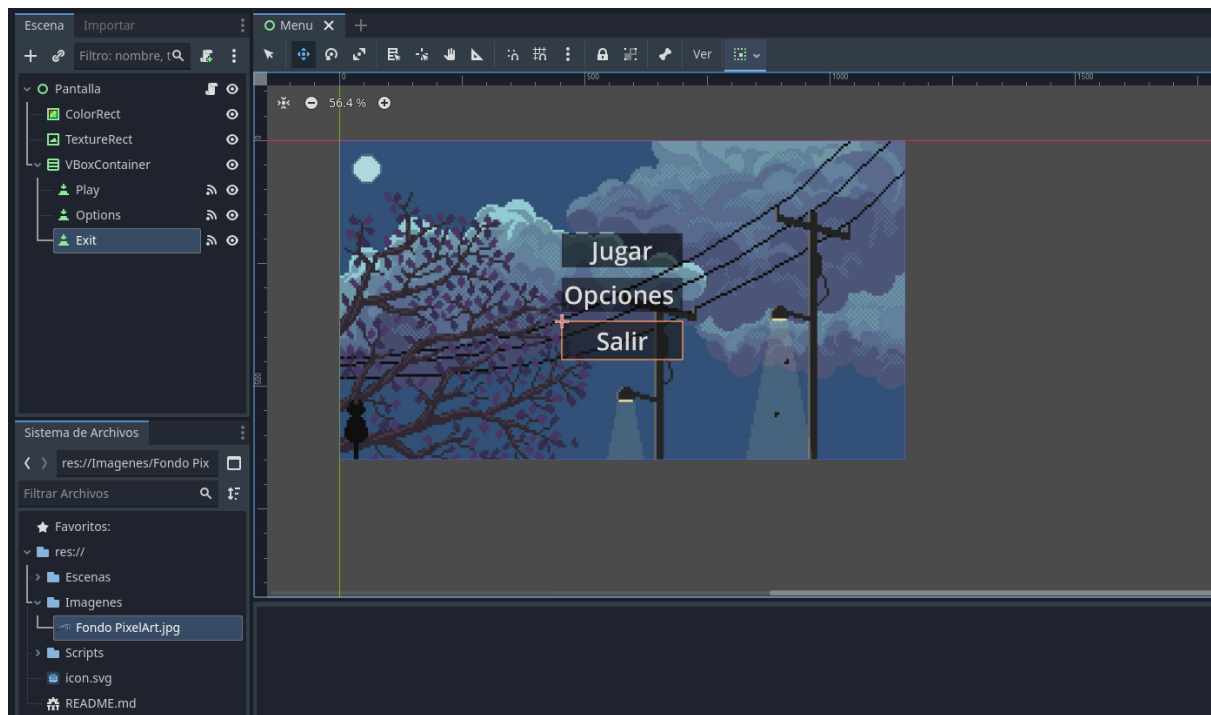 Escena Importar
Filtro: nombre, t
Pantalla
ColorRect
TextureRect
VBoxContainer
Play
Options
Exit
Sistema de Archivos
res://Imagenes/Fondo Pix
Filtrar Archivos
Favoritos:
res://
Escenas
Imagenes
Fondo PixelArt.jpg
Scripts
icon.svg
README.md
Menu
Ver
0 500 1000 1500
56.4 %
0
500
Jugar
Opciones
Salir